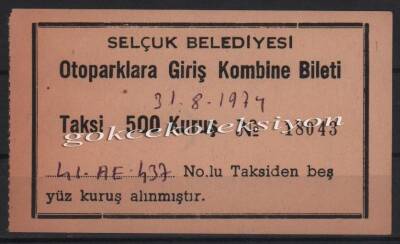 SELÇUK BELEDİYESİ
Otoparklara Giriş Kombine Bileti
31.8.1974
Taksi 500 Kuruş № 18043
gokcekoleksiyon
41.AE.437 No.lu Taksiden beş
yüz kuruş alınmıştır.